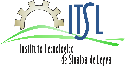 ITSL
Instituto Tecnológico
de Sinaloa de Leyva